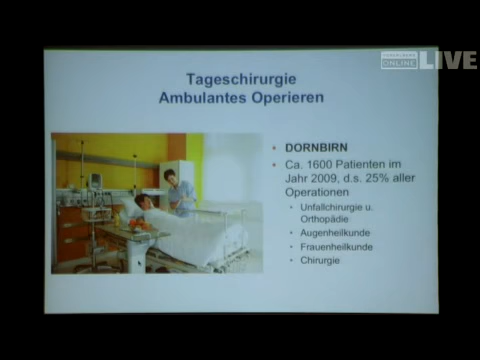 ONLINE
LIVE
Tageschirurgie
Ambulantes Operieren
• DORNBIRN
• Ca. 1600 Patienten im
Jahr 2009, d.s. 25% aller
Operationen
• Unfallchirurgie u.
Orthopädie
• Augenheilkunde
• Frauenheilkunde
• Chirurgie